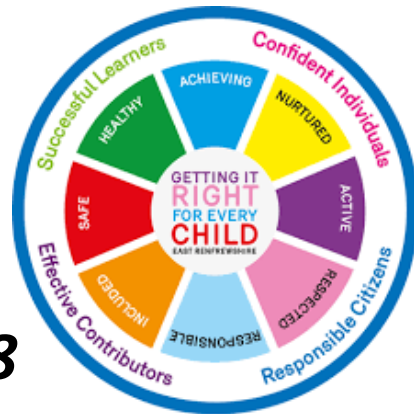 Successful Learners
Confident Individuals
ACHIEVING
NURTURED
ACTIVE
RESPECTED
RESPONSIBLE
INCLUDED
SAFE
HEALTHY
GETTING IT
RIGHT
FOR EVERY
CHILD
EAST RENFREWSHIRE
Effective Contributors
Responsible Citizens
8